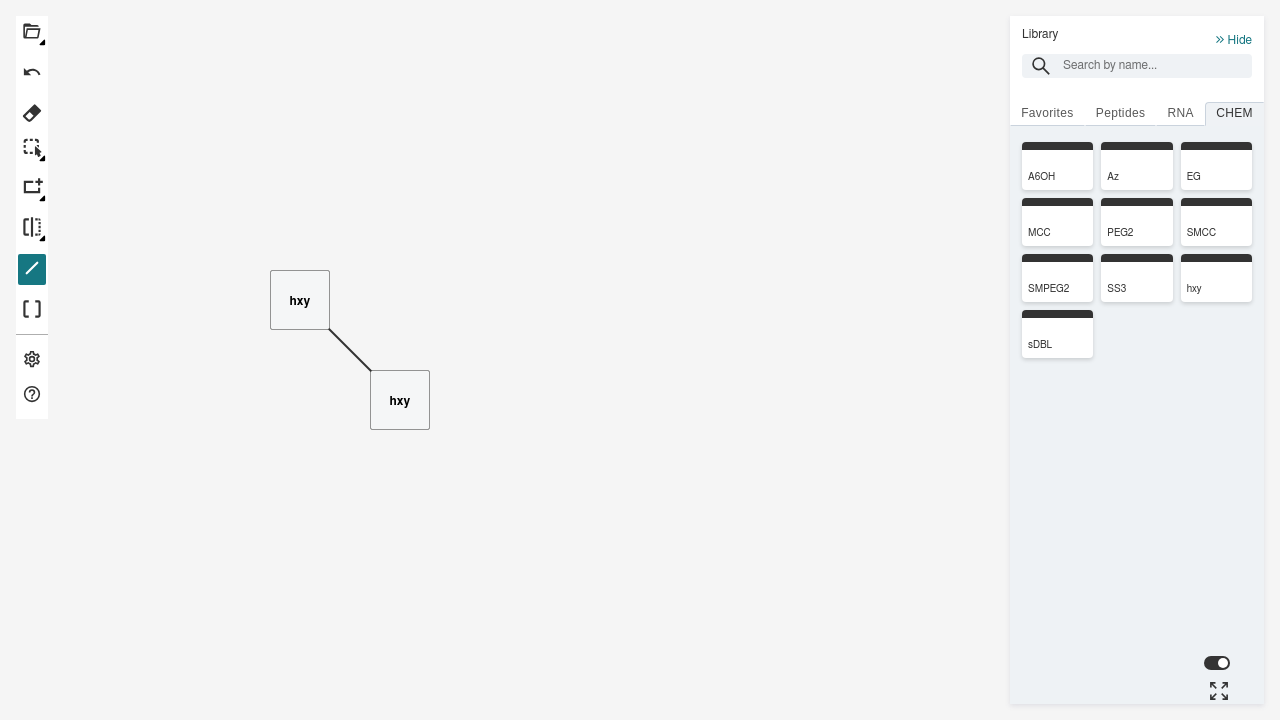 Library
Hide
Search by name...
Favorites
Peptides
RNA
CHEM
A6OH
Az
EG
MCC
PEG2
SMCC
SMPEG2
SS3
hxy
sDBL
hxy
hxy